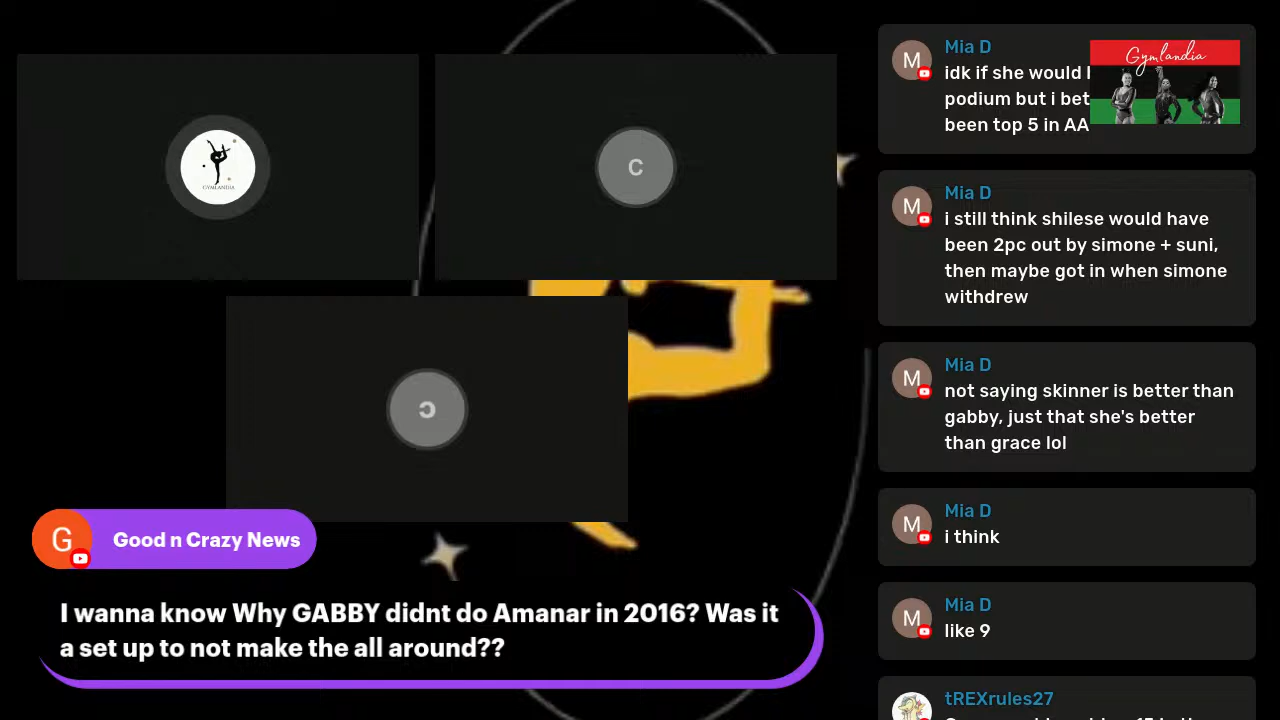 GYMLANDIA
C
C
G
Good n Crazy News
I wanna know Why GABBY didnt do Amanar in 2016? Was it
a set up to not make the all around??
M
Mia D
idk if she would
podium but i bet
been top 5 in AA
Gymlandia
M
Mia D
i still think shilese would have
been 2pc out by simone + suni,
then maybe got in when simone
withdrew
M
Mia D
not saying skinner is better than
gabby, just that she's better
than grace lol
M
Mia D
i think
M
Mia D
like 9
tREXrules27